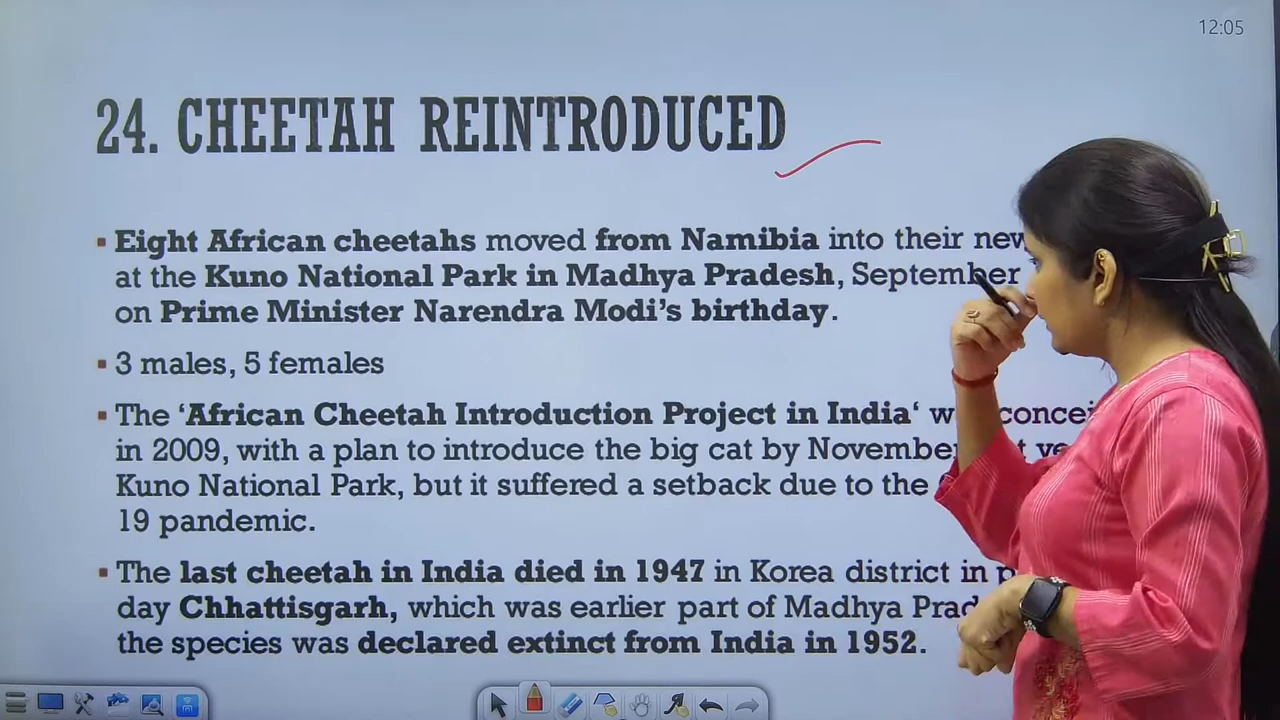 12:05
24. CHEETAH REINTRODUCED
▪ Eight African cheetahs moved from Namibia into their new
at the Kuno National Park in Madhya Pradesh, September
on Prime Minister Narendra Modi’s birthday.
▪ 3 males, 5 females
▪ The ‘African Cheetah Introduction Project in India‘
in 2009, with a plan to introduce the big cat by November
Kuno National Park, but it suffered a setback due to the
19 pandemic.
▪ The last cheetah in India died in 1947 in Korea district in
day Chhattisgarh, which was earlier part of Madhya
the species was declared extinct from India in 1952.